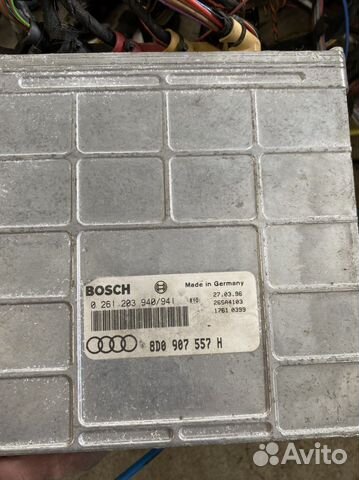 BOSCH
Made in Germany
0 261 203 940/941
27.03.96
26SA4103
1761 0399
8D0 907 557 H
Avito